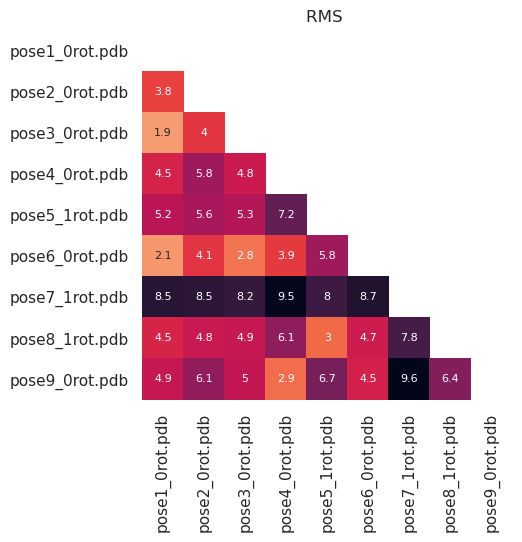 RMS
pose1_0rot.pdb
pose2_0rot.pdb 3.8
pose3_0rot.pdb 1.9 4
pose4_0rot.pdb 4.5 5.8 4.8
pose5_1rot.pdb 5.2 5.6 5.3 7.2
pose6_0rot.pdb 2.1 4.1 2.8 3.9 5.8
pose7_1rot.pdb 8.5 8.5 8.2 9.5 8 8.7
pose8_1rot.pdb 4.5 4.8 4.9 6.1 3 4.7 7.8
pose9_0rot.pdb 4.9 6.1 5 2.9 6.7 4.5 9.6 6.4
pose1_0rot.pdb
pose2_0rot.pdb
pose3_0rot.pdb
pose4_0rot.pdb
pose5_1rot.pdb
pose6_0rot.pdb
pose7_1rot.pdb
pose8_1rot.pdb
pose9_0rot.pdb